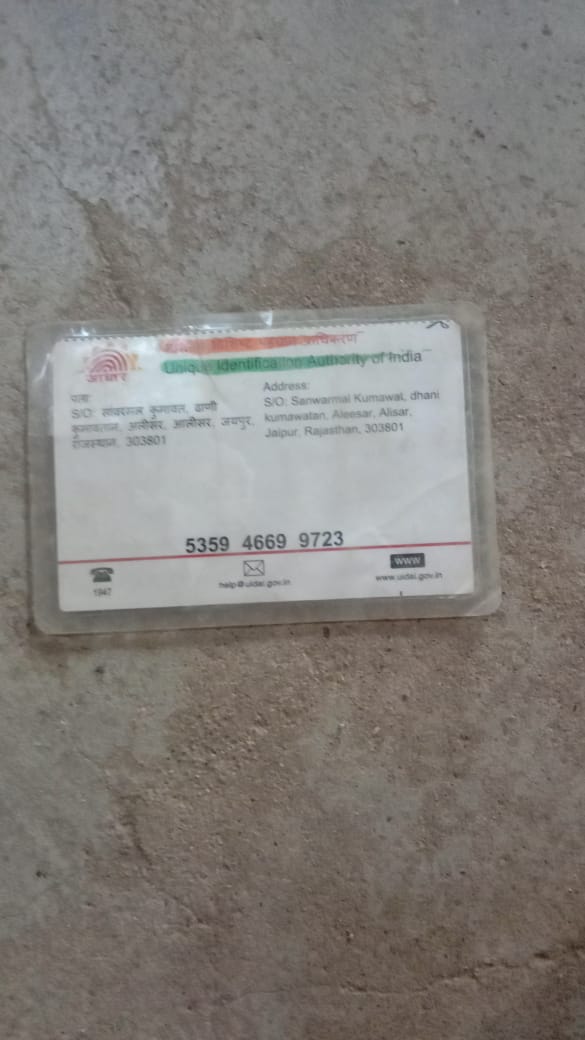 आधार
Unique Identification Authority of India
पता:
S/O: सांवरमल कुमावत, ढाणी
कुमावतान, अलीसर, आलीसर, जयपुर,
राजस्थान, 303801
Address:
S/O: Sanwarmal Kumawat, dhani
kumawatan, Aleesar, Alisar,
Jaipur, Rajasthan, 303801
5359 4669 9723
1947
help@uidai.gov.in
www
www.uidai.gov.in